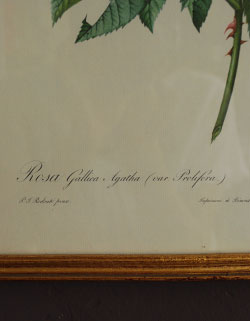 Rosa Gallica Agatha (var. Prolifera)
P. J. Redouté pinx.
Imprimerie de Rémond